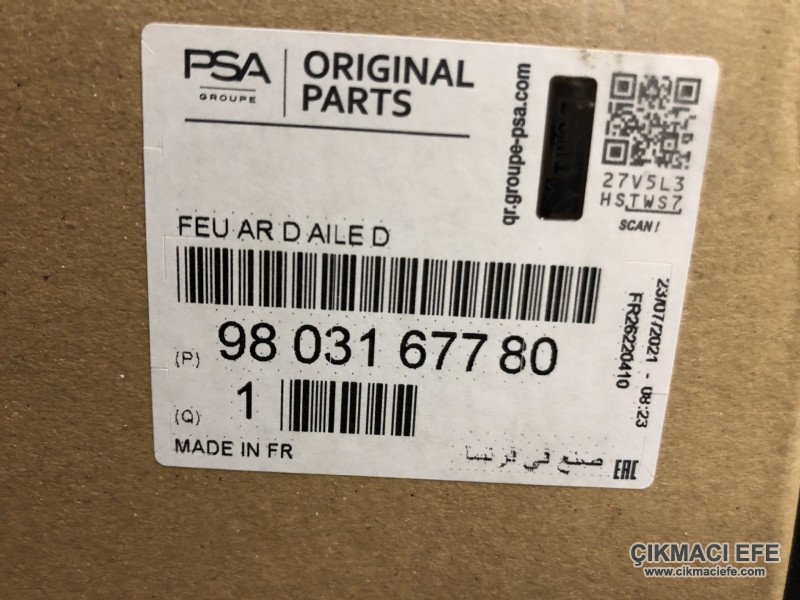 PSA
GROUPE
ORIGINAL
PARTS
qr.groupe-psa.com
27V5L3
HSTWS7
SCAN!
FEU AR D AILE D
23/07/2021 - 08:23
FR26220410
(P) 98 031 677 80
(Q) 1
MADE IN FR
صنع في فرنسا
EAC
ÇIKMACI EFE
www.cikmaciefe.com